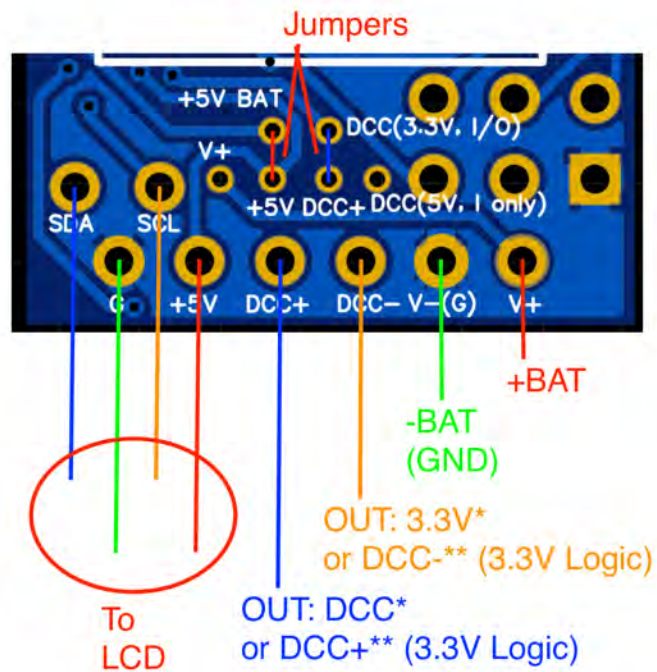 Jumpers
+5V BAT
DCC(3.3V, I/O)
V+
+5V DCC+ DCC(5V, I only)
SDA SCL
G +5V DCC+ DCC- V-(G) V+
+BAT
-BAT
(GND)
OUT: 3.3V*
or DCC-** (3.3V Logic)
To
LCD
OUT: DCC*
or DCC+** (3.3V Logic)